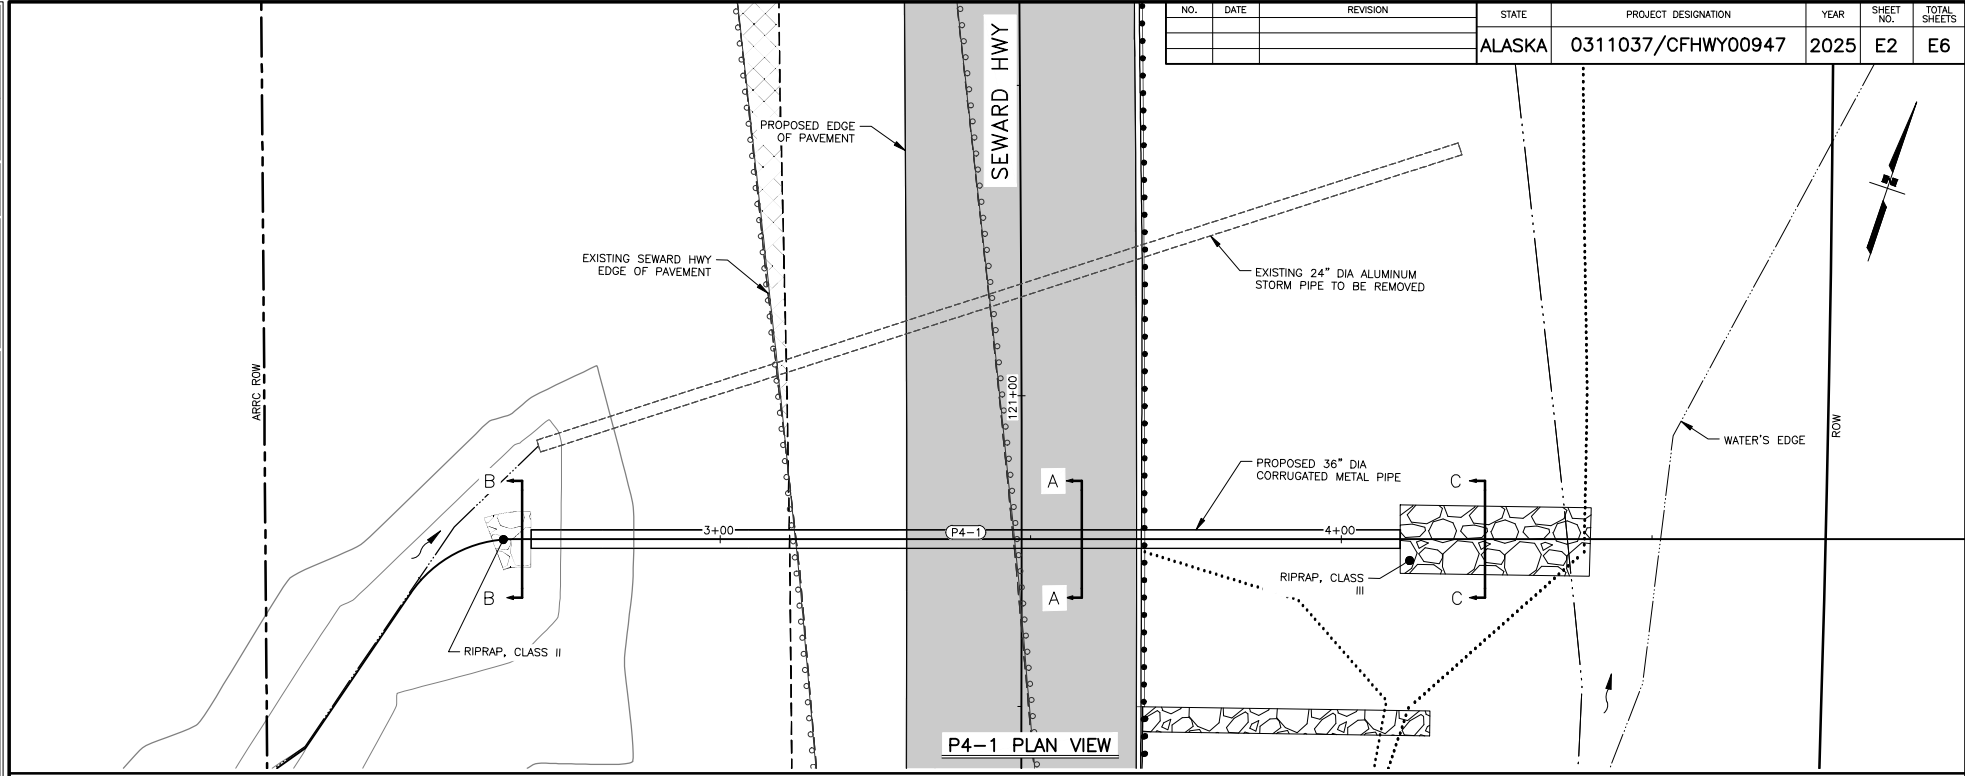 NO.
DATE
REVISION
STATE
PROJECT DESIGNATION
YEAR
SHEET
NO.
TOTAL
SHEETS
ALASKA
0311037/CFHWY00947
2025
E2
E6
SEWARD HWY
PROPOSED EDGE
OF PAVEMENT
N
EXISTING SEWARD HWY
EDGE OF PAVEMENT
EXISTING 24" DIA ALUMINUM
STORM PIPE TO BE REMOVED
ARRC ROW
121+00
WATER'S EDGE
ROW
PROPOSED 36" DIA
CORRUGATED METAL PIPE
B
A
C
3+00
P4-1
4+00
RIPRAP, CLASS
III
B
A
C
RIPRAP, CLASS II
P4-1 PLAN VIEW